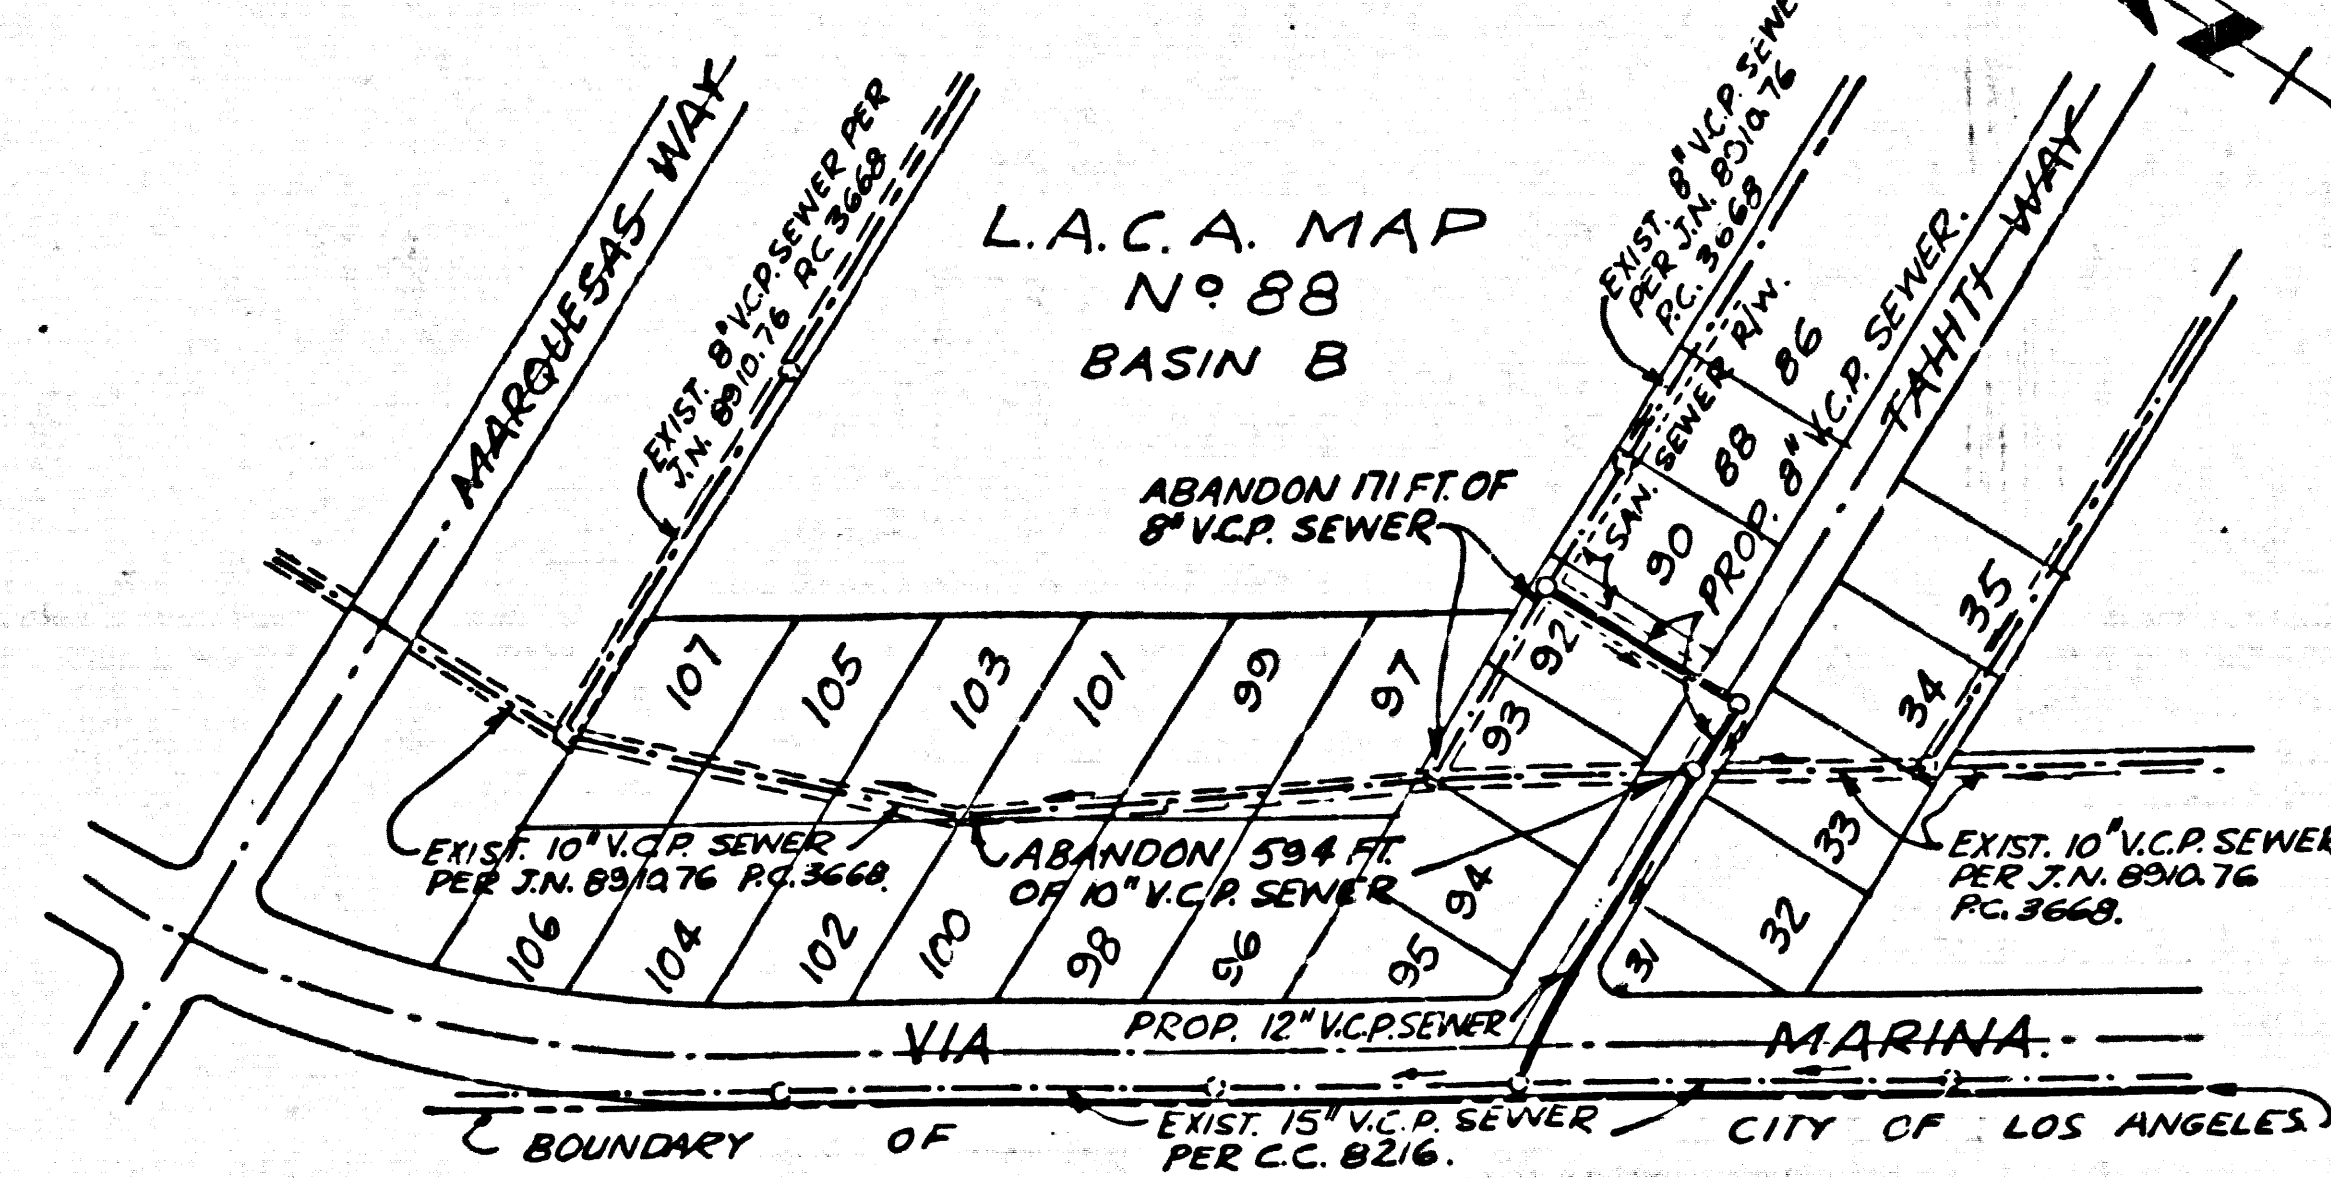 MARQUESAS WAY
EXIST. 8" V.C.P. SEWER PER
J.N. 8910.76 P.C. 3668
L.A.C.A. MAP
Nº 88
BASIN B
EXIST. 8" V.C.P. SEWER
PER J.N. 8910.76
P.C. 3668
SAN. SEWER R/W.
PROP. 8" V.C.P. SEWER.
TAHITI WAY
ABANDON 171 FT. OF
8" V.C.P. SEWER
86
88
90
92
93
94
95
107
105
103
101
99
97
106
104
102
100
98
96
35
34
33
32
31
EXIST. 10" V.C.P. SEWER
PER J.N. 8910.76 P.C. 3668.
ABANDON 594 FT.
OF 10" V.C.P. SEWER
EXIST. 10" V.C.P. SEWER
PER J.N. 8910.76
P.C. 3668.
PROP. 12" V.C.P. SEWER
VIA MARINA.
EXIST. 15" V.C.P. SEWER
PER C.C. 8216.
BOUNDARY OF CITY OF LOS ANGELES.